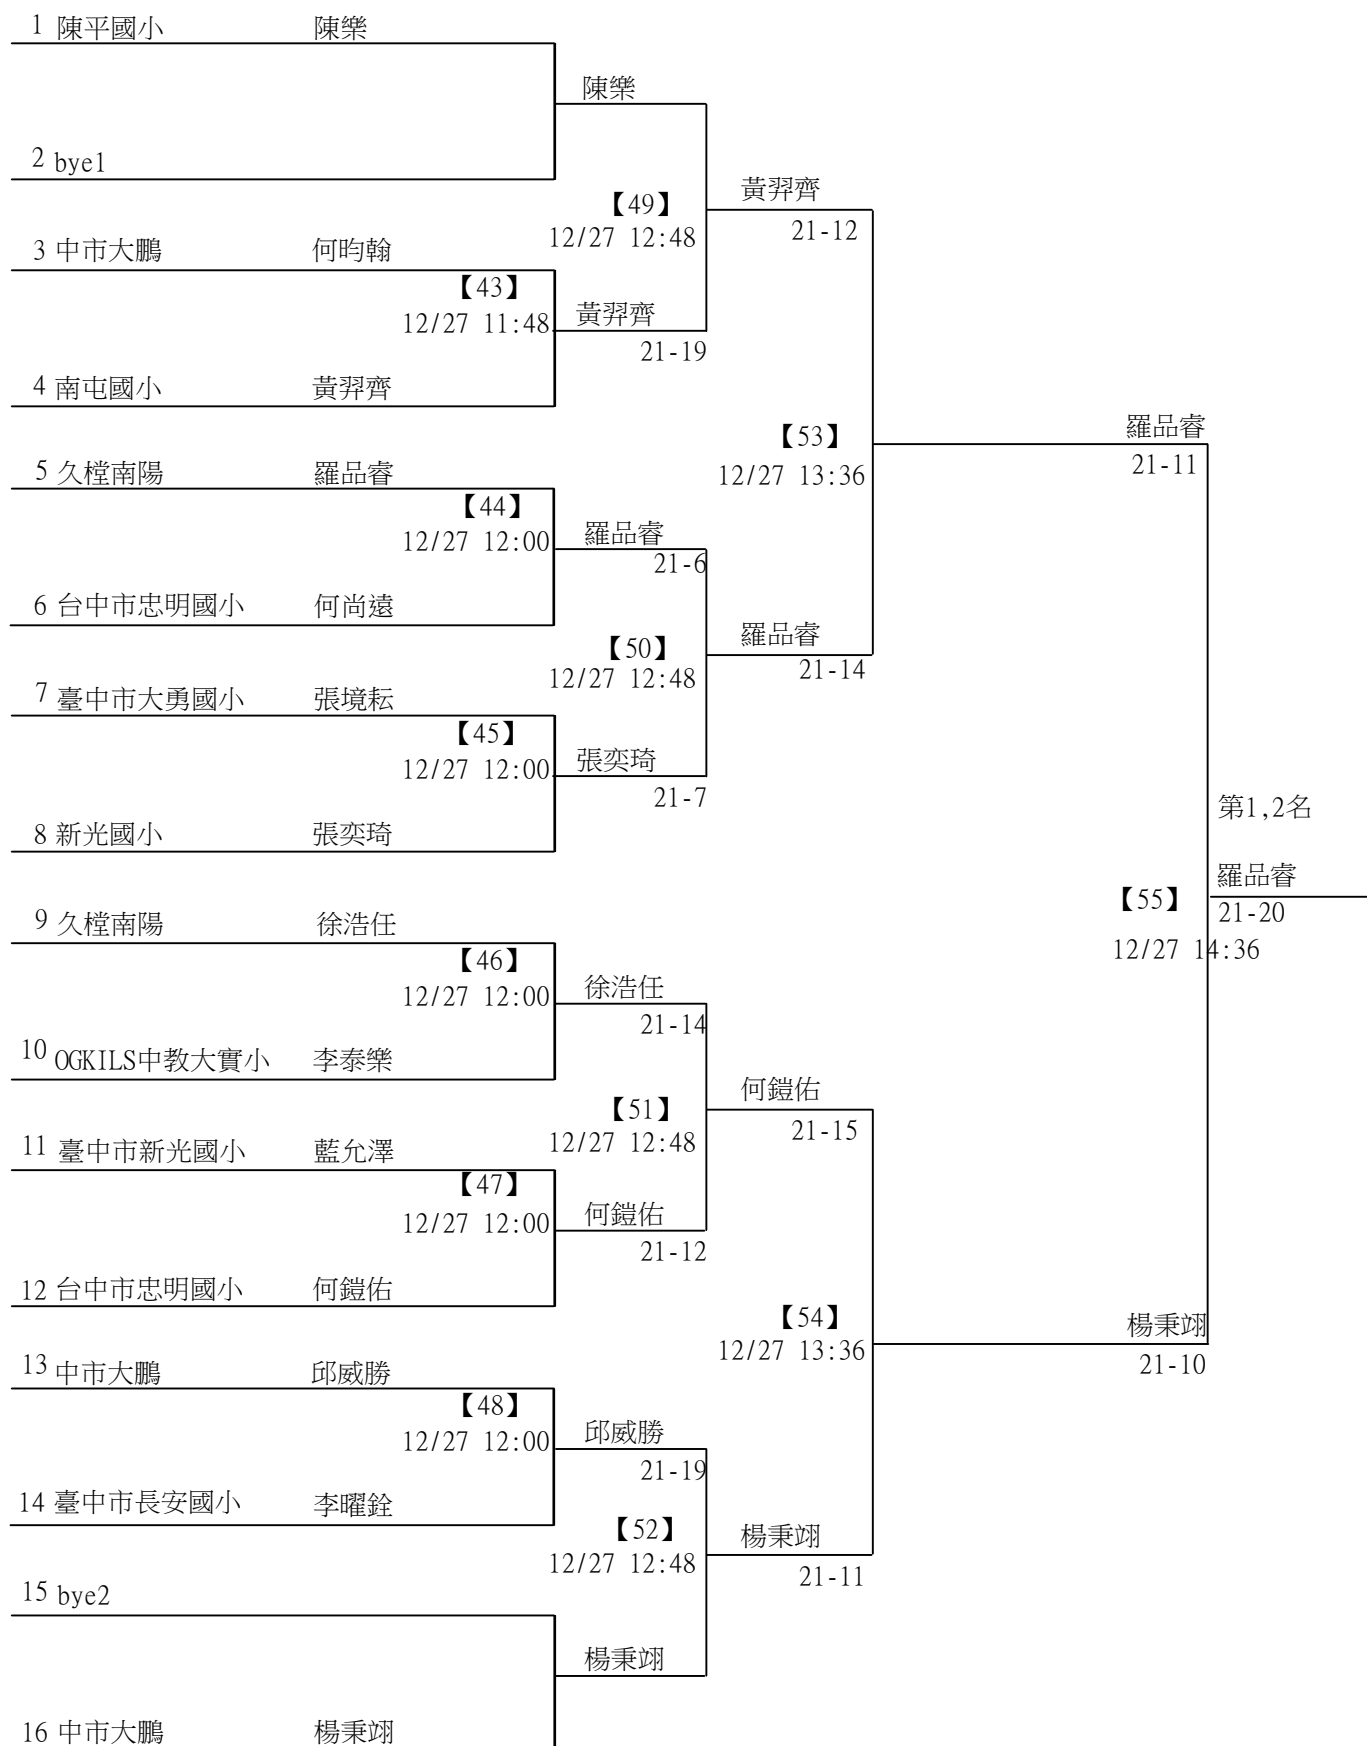 1 陳平國小 陳樂
陳樂
2 bye1
【49】
12/27 12:48
黃羿齊
21-12
3 中市大鵬 何昀翰
【43】
12/27 11:48
黃羿齊
21-19
4 南屯國小 黃羿齊
【53】
12/27 13:36
羅品睿
21-11
5 久樘南陽 羅品睿
【44】
12/27 12:00
羅品睿
21-6
6 台中市忠明國小 何尚遠
【50】
12/27 12:48
羅品睿
21-14
7 臺中市大勇國小 張境耘
【45】
12/27 12:00
張奕琦
21-7
8 新光國小 張奕琦
第1,2名
羅品睿
21-20
【55】
12/27 14:36
9 久樘南陽 徐浩任
【46】
12/27 12:00
徐浩任
21-14
10 OGKILS中教大實小 李泰樂
【51】
12/27 12:48
何鎧佑
21-15
11 臺中市新光國小 藍允澤
【47】
12/27 12:00
何鎧佑
21-12
12 台中市忠明國小 何鎧佑
【54】
12/27 13:36
楊秉翊
21-10
13 中市大鵬 邱威勝
【48】
12/27 12:00
邱威勝
21-19
14 臺中市長安國小 李曜銓
【52】
12/27 12:48
楊秉翊
21-11
15 bye2
楊秉翊
16 中市大鵬 楊秉翊